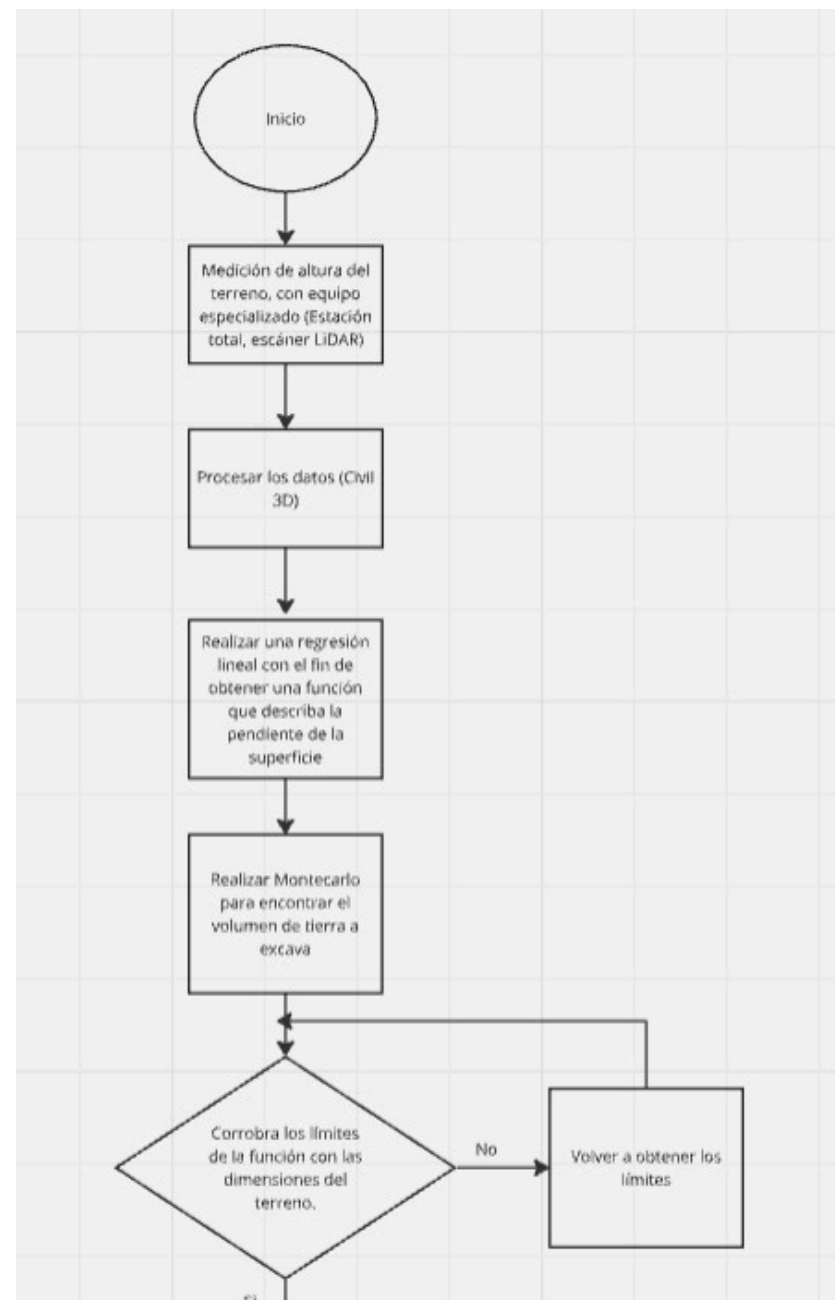 Inicio
Medición de altura del
terreno, con equipo
especializado (Estación
total, escáner LiDAR)
Procesar los datos (Civil
3D)
Realizar una regresión
lineal con el fin de
obtener una función
que describa la
pendiente de la
superficie
Realizar Montecarlo
para encontrar el
volumen de tierra a
excava
Corrobra los límites
de la función con las
dimensiones del
terreno.
No
Volver a obtener los
límites